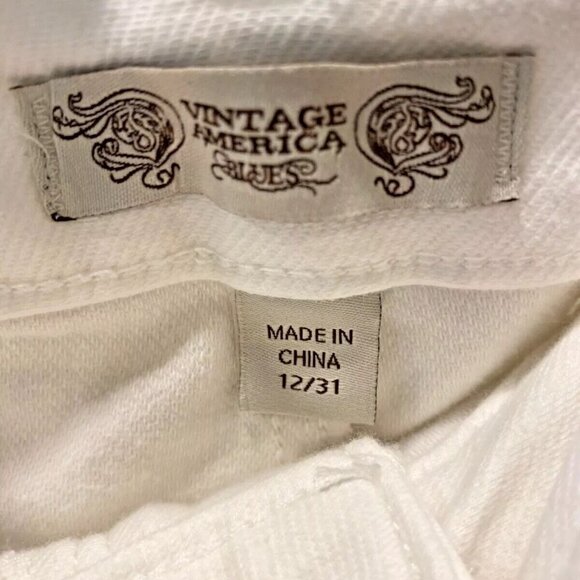 VINTAGE
AMERICA
BLUES
MADE IN
CHINA
12/31